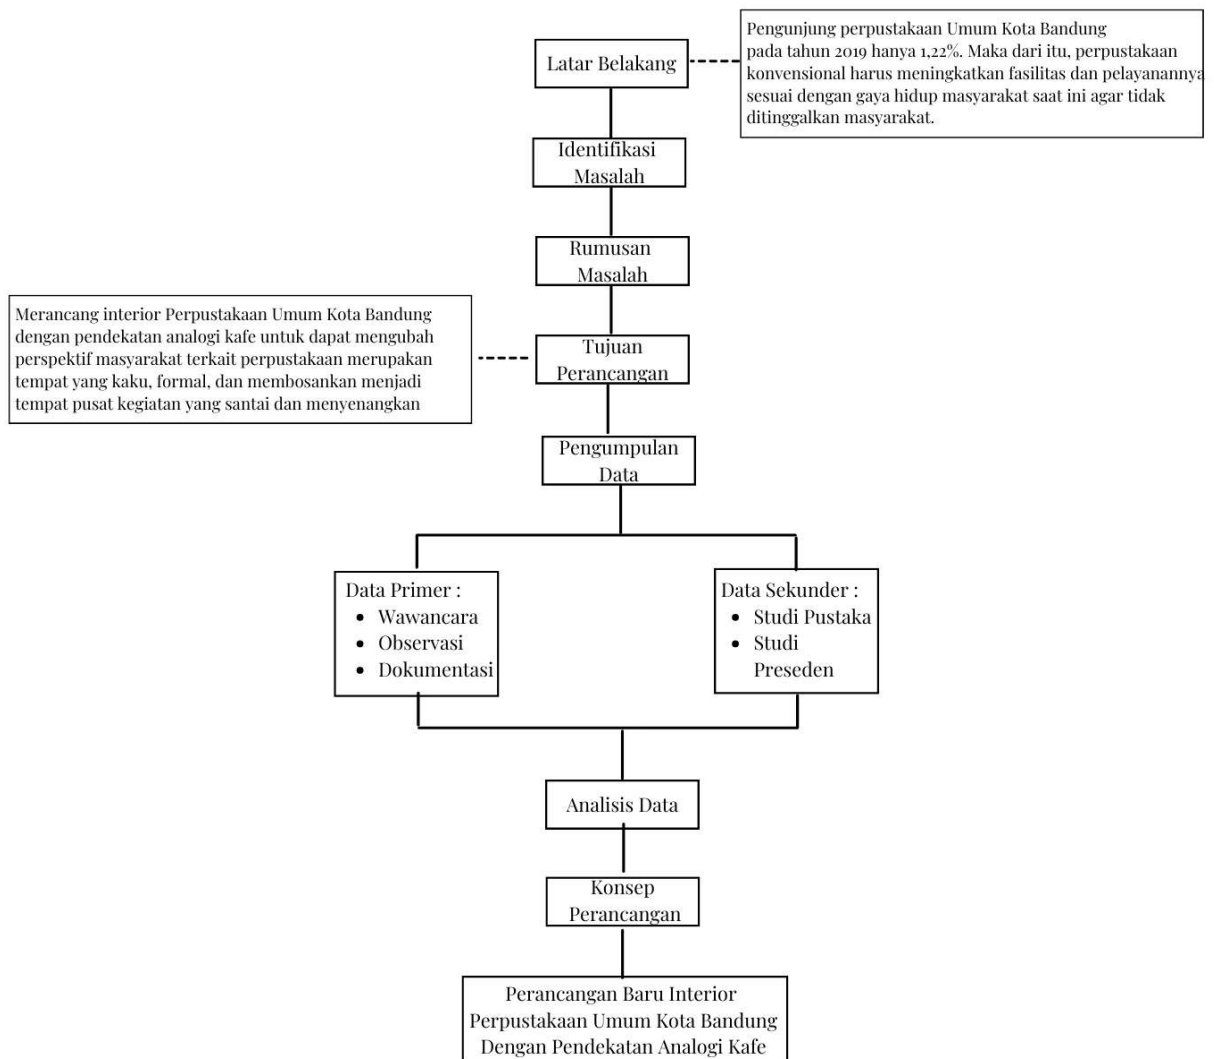 Latar Belakang
Pengunjung perpustakaan Umum Kota Bandung
pada tahun 2019 hanya 1,22%. Maka dari itu, perpustakaan
konvensional harus meningkatkan fasilitas dan pelayanannya
sesuai dengan gaya hidup masyarakat saat ini agar tidak
ditinggalkan masyarakat.
Identifikasi
Masalah
Rumusan
Masalah
Merancang interior Perpustakaan Umum Kota Bandung
dengan pendekatan analogi kafe untuk dapat mengubah
perspektif masyarakat terkait perpustakaan merupakan
tempat yang kaku, formal, dan membosankan menjadi
tempat pusat kegiatan yang santai dan menyenangkan
Tujuan
Perancangan
Pengumpulan
Data
Data Primer :
• Wawancara
• Observasi
• Dokumentasi
Data Sekunder :
• Studi Pustaka
• Studi
Preseden
Analisis Data
Konsep
Perancangan
Perancangan Baru Interior
Perpustakaan Umum Kota Bandung
Dengan Pendekatan Analogi Kafe